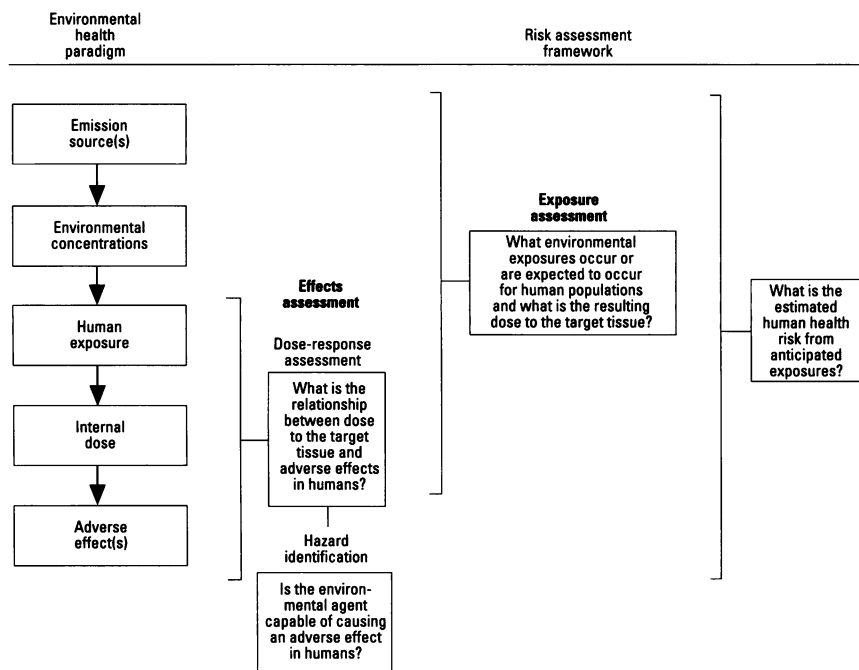 Environmental
health
paradigm
Risk assessment
framework
Emission
source(s)
Environmental
concentrations
Human
exposure
Internal
dose
Adverse
effect(s)
Effects
assessment
Dose-response
assessment
What is the
relationship
between dose
to the target
tissue and
adverse effects
in humans?
Hazard
identification
Is the environ-
mental agent
capable of causing
an adverse effect
in humans?
Exposure
assessment
What environmental
exposures occur or
are expected to occur
for human populations
and what is the resulting
dose to the target tissue?
What is the
estimated
human health
risk from
anticipated
exposures?